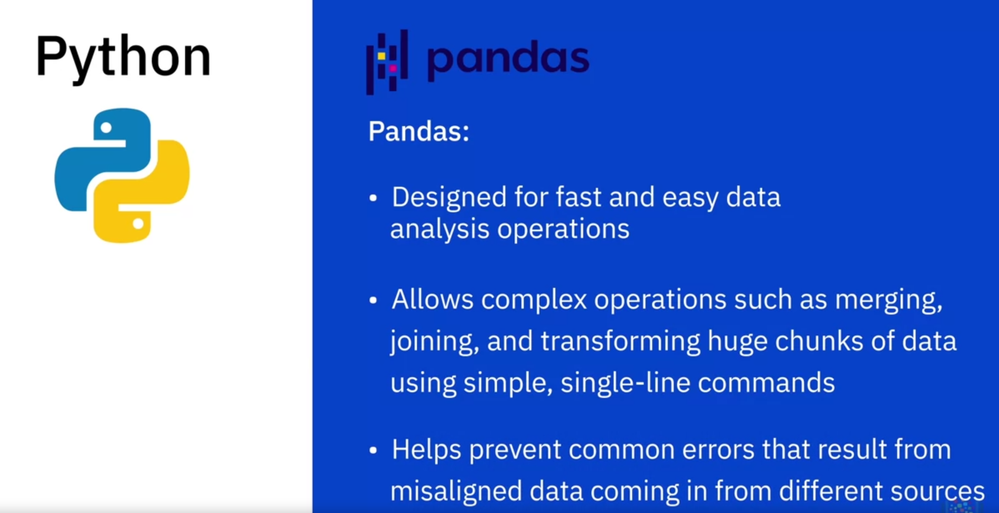 Python
pandas
Pandas:
• Designed for fast and easy data
analysis operations
• Allows complex operations such as merging,
joining, and transforming huge chunks of data
using simple, single-line commands
• Helps prevent common errors that result from
misaligned data coming in from different sources